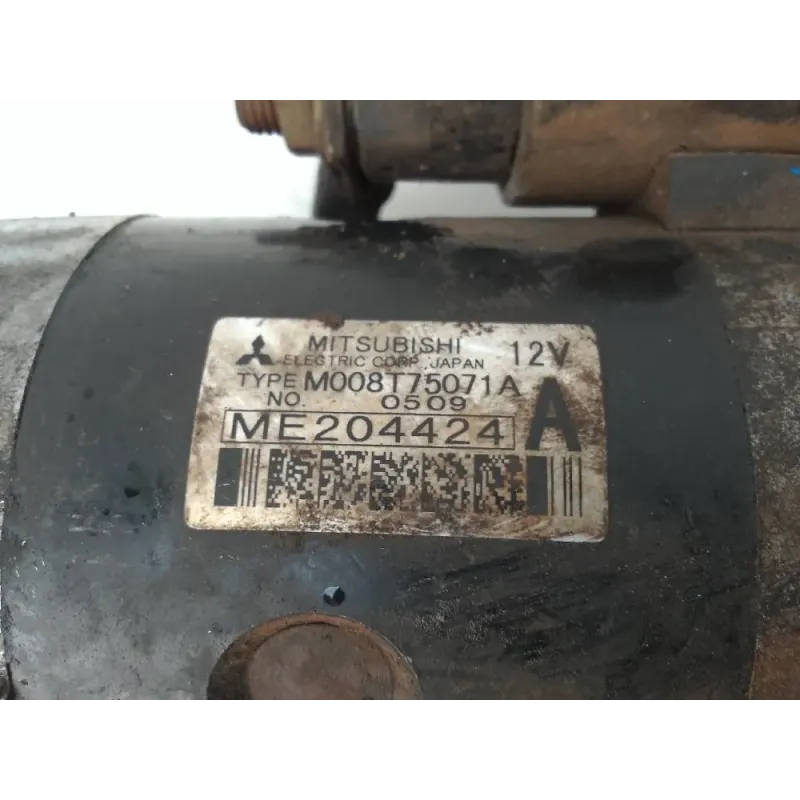 MITSUBISHI 12V
ELECTRIC CORP. JAPAN
TYPE M008T75071A
NO. 0509 A
ME204424